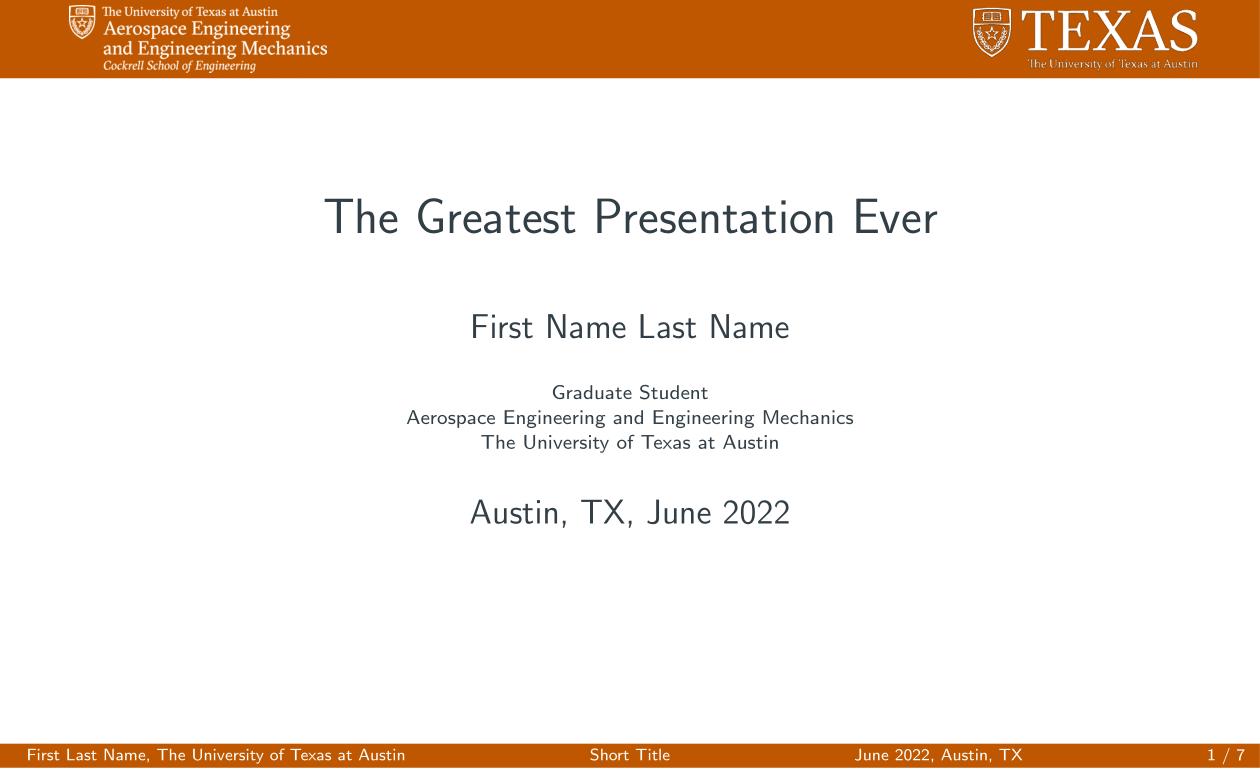 The University of Texas at Austin
Aerospace Engineering
and Engineering Mechanics
Cockrell School of Engineering
TEXAS
The University of Texas at Austin
The Greatest Presentation Ever
First Name Last Name
Graduate Student
Aerospace Engineering and Engineering Mechanics
The University of Texas at Austin
Austin, TX, June 2022
First Last Name, The University of Texas at Austin Short Title June 2022, Austin, TX 1 / 7